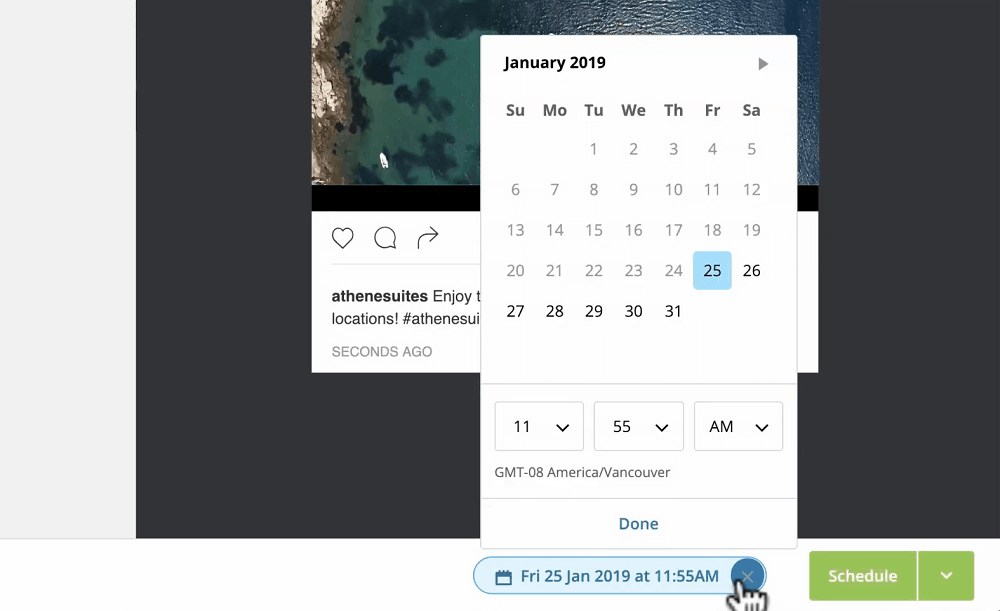 January 2019
Su Mo Tu We Th Fr Sa
1 2 3 4 5
6 7 8 9 10 11 12
13 14 15 16 17 18 19
20 21 22 23 24 25 26
27 28 29 30 31
athenesuites Enjoy t
locations! #athenesui
SECONDS AGO
11 55 AM
GMT-08 America/Vancouver
Done
Fri 25 Jan 2019 at 11:55AM
Schedule